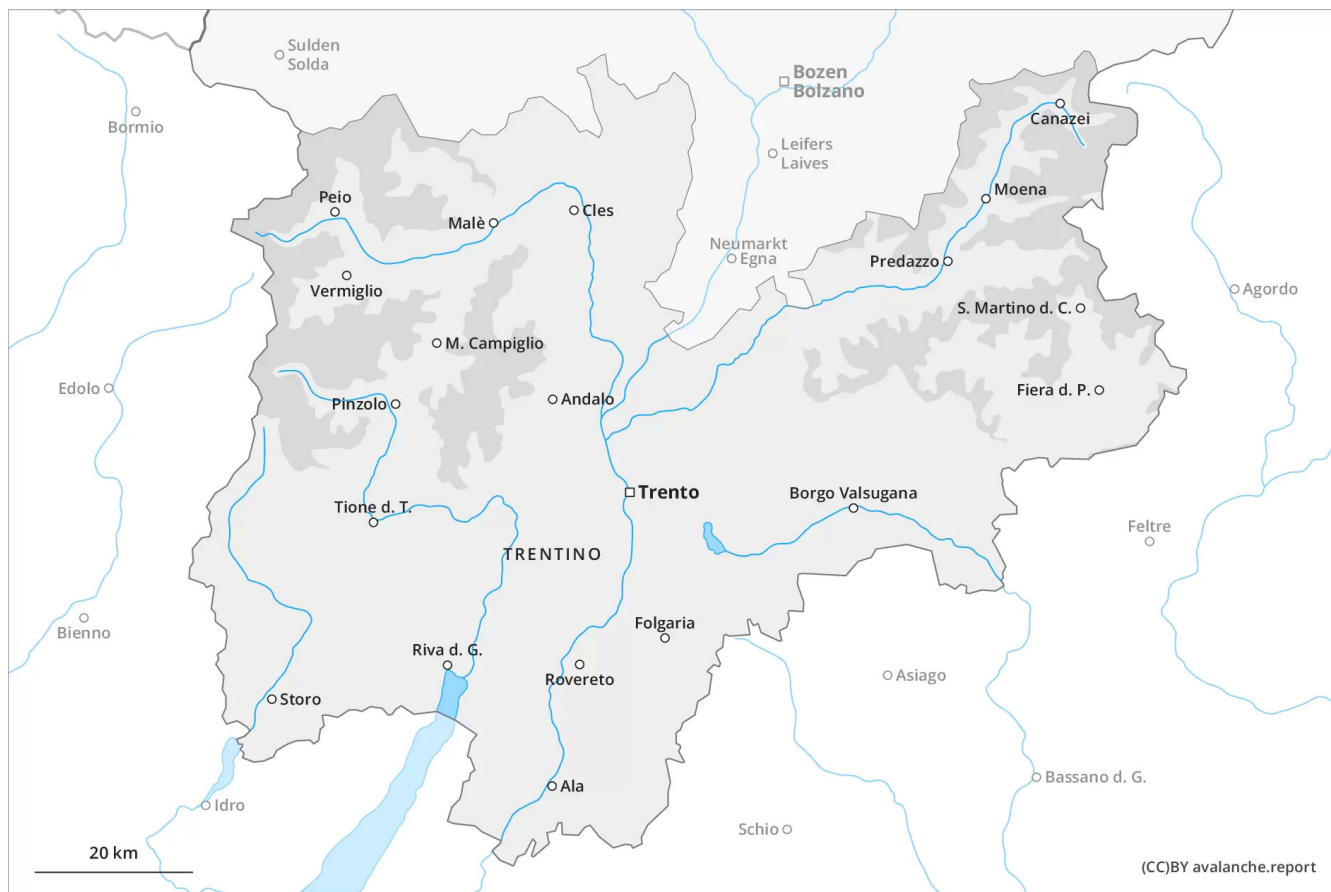 Sulden
Solda
Bozen
Bolzano
Bormio
Canazei
Leifers
Laives
Peio
Moena
Malè
Cles
Neumarkt
Egna
Predazzo
Vermiglio
Agordo
S. Martino d. C.
M. Campiglio
Edolo
Fiera d. P.
Pinzolo
Andalo
Trento
Borgo Valsugana
Tione d. T.
Feltre
TRENTINO
Bienno
Folgaria
Riva d. G.
Rovereto
Asiago
Storo
Bassano d. G.
Ala
Idro
Schio
20 km
(CC)BY avalanche.report